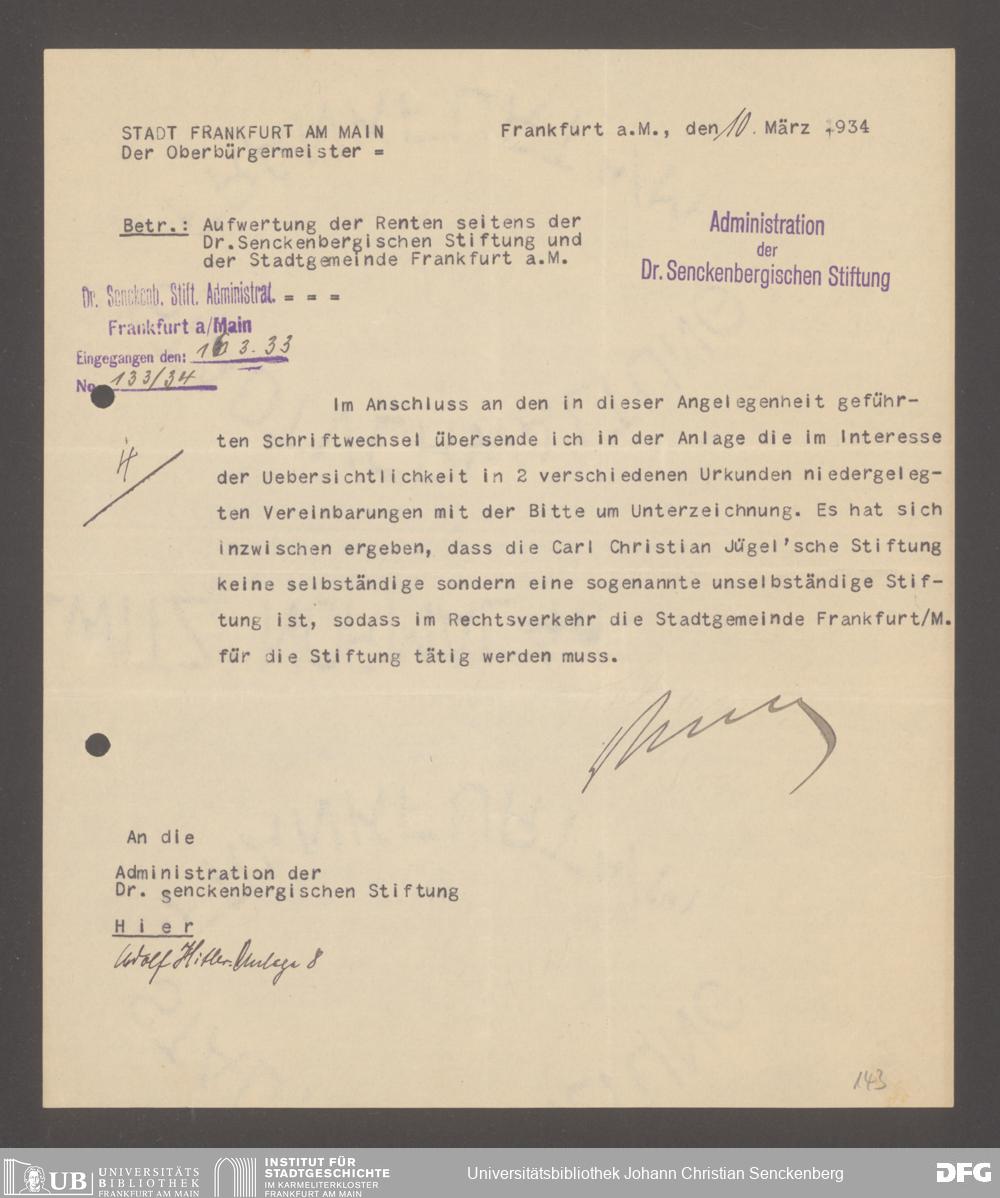 STADT FRANKFURT AM MAIN
Der Oberbürgermeister =
Frankfurt a.M., den 10. März 1934
Betr.: Aufwertung der Renten seitens der
Dr.Senckenbergischen Stiftung und
der Stadtgemeinde Frankfurt a.M.
= = =
Administration
der
Dr. Senckenbergischen Stiftung
Dr. Senckenb. Stift. Administrat.
Frankfurt a/Main
Eingegangen den: 16 3. 33
No 133/34
Im Anschluss an den in dieser Angelegenheit geführ-
ten Schriftwechsel übersende ich in der Anlage die im Interesse
der Uebersichtlichkeit in 2 verschiedenen Urkunden niedergeleg-
ten Vereinbarungen mit der Bitte um Unterzeichnung. Es hat sich
inzwischen ergeben, dass die Carl Christian Jügel'sche Stiftung
keine selbständige sondern eine sogenannte unselbständige Stif-
tung ist, sodass im Rechtsverkehr die Stadtgemeinde Frankfurt/M.
für die Stiftung tätig werden muss.
An die
Administration der
Dr. Senckenbergischen Stiftung
H i e r
Adolf Hitler-Anlage 8
143
UB UNIVERSITÄTS
BIBLIOTHEK
FRANKFURT AM MAIN
INSTITUT FÜR
STADTGESCHICHTE
IM KARMELITERKLOSTER
FRANKFURT AM MAIN
Universitätsbibliothek Johann Christian Senckenberg
DFG